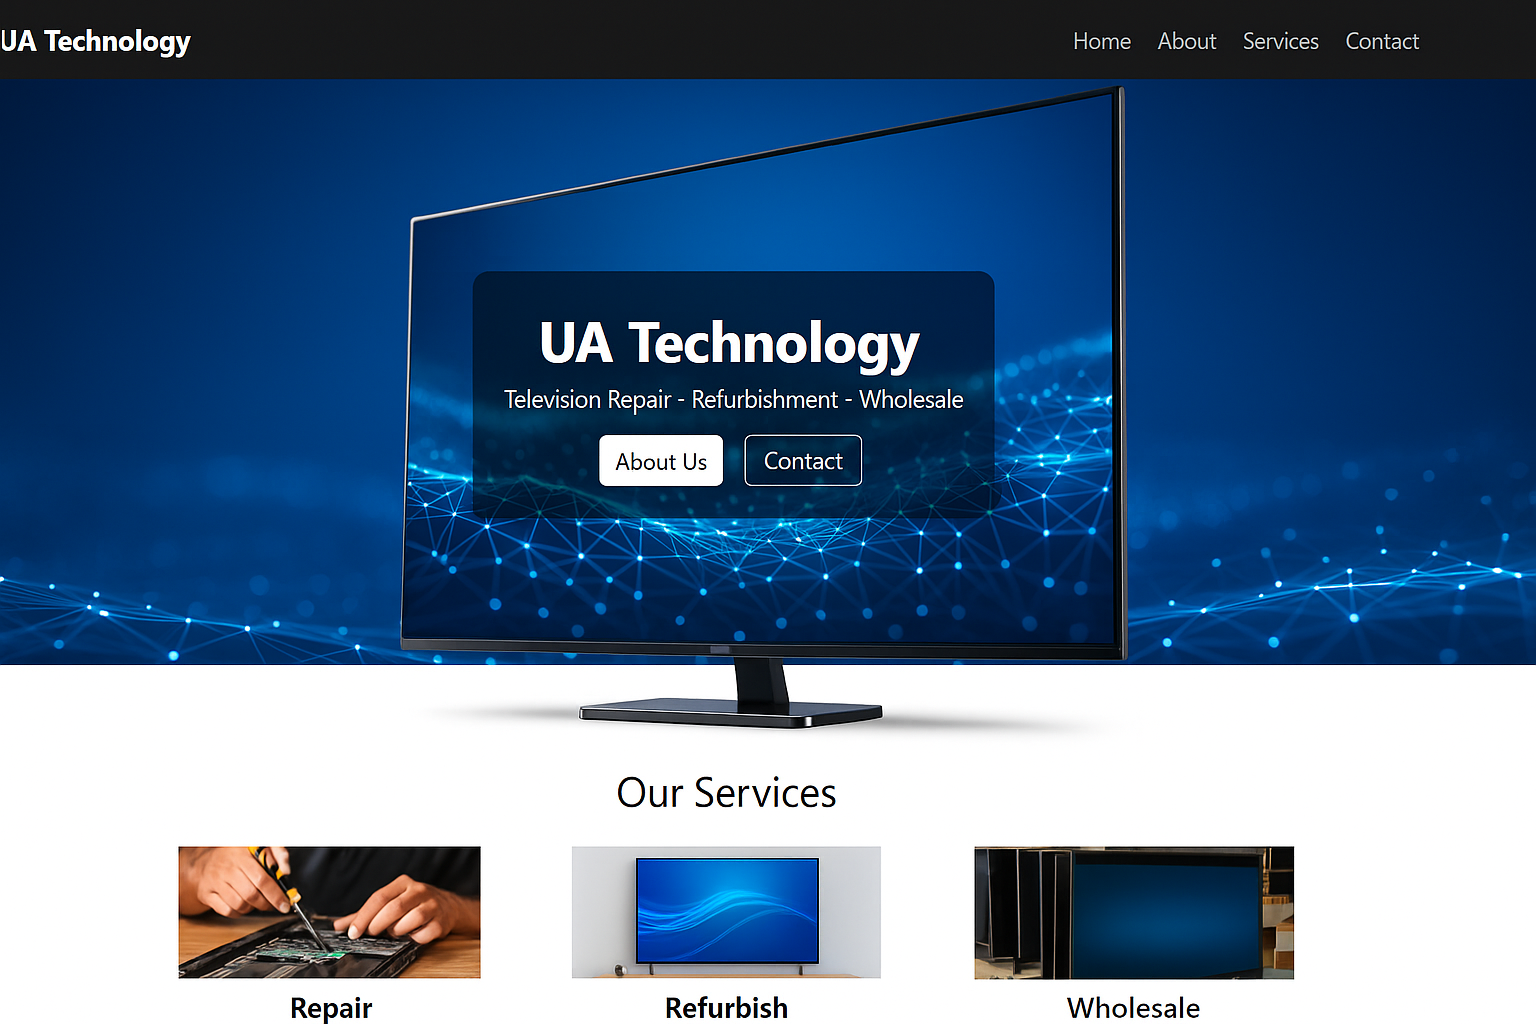 UA Technology
Home About Services Contact
UA Technology
Television Repair - Refurbishment - Wholesale
About Us Contact
Our Services
Repair Refurbish Wholesale